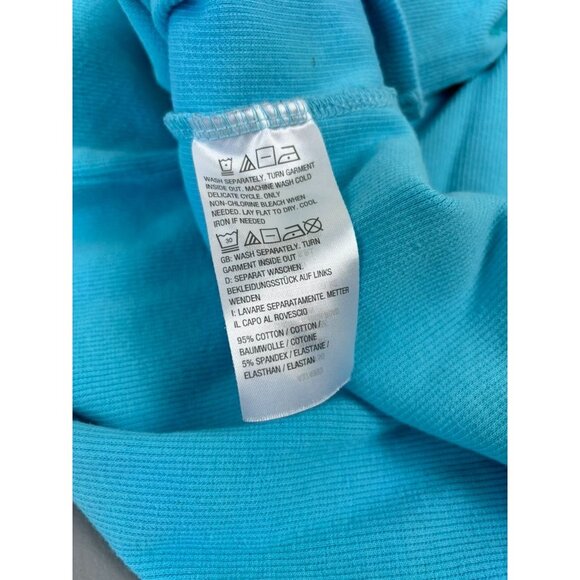 WASH SEPARATELY. TURN GARMENT
INSIDE OUT. MACHINE WASH COLD
DELICATE CYCLE. ONLY
NON-CHLORINE BLEACH WHEN
NEEDED. LAY FLAT TO DRY. COOL
IRON IF NEEDED
30
GB: WASH SEPARATELY. TURN
GARMENT INSIDE OUT
D: SEPARAT WASCHEN.
BEKLEIDUNGSSTÜCK AUF LINKS
WENDEN
I: LAVARE SEPARATAMENTE. METTER
IL CAPO AL ROVESCIO
95% COTTON / COTTON /
BAUMWOLLE / COTONE
5% SPANDEX / ELASTANE /
ELASTHAN / ELASTAN